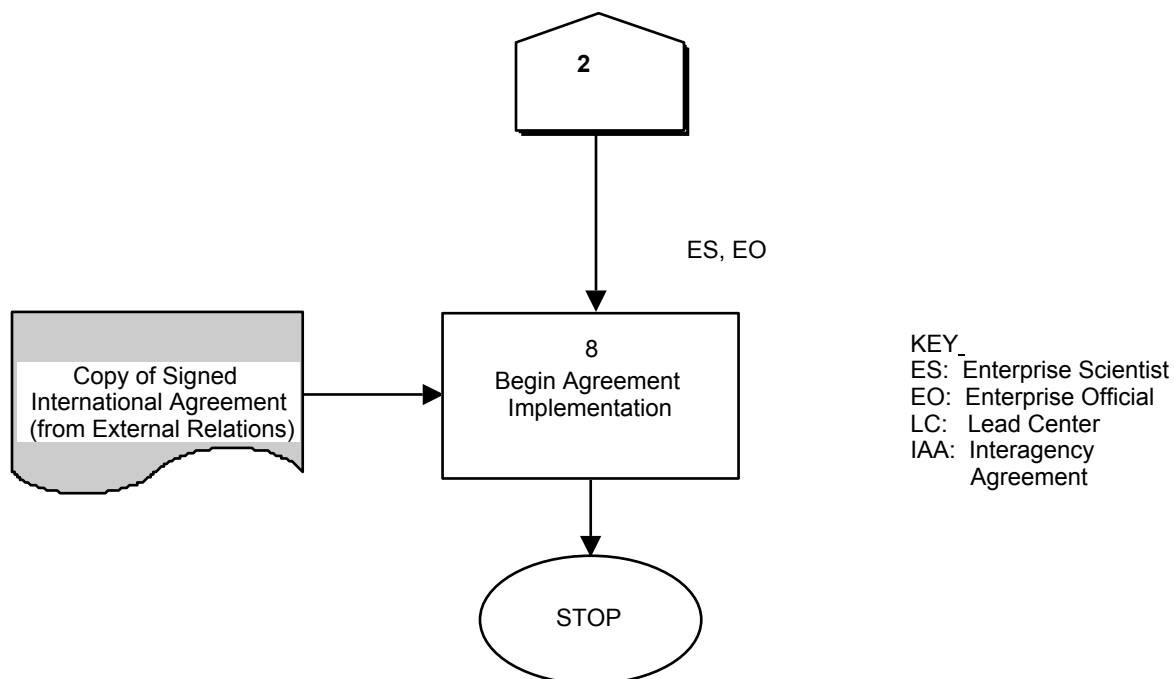 2
ES, EO
Copy of Signed
International Agreement
(from External Relations)
8
Begin Agreement
Implementation
KEY_
ES: Enterprise Scientist
EO: Enterprise Official
LC: Lead Center
IAA: Interagency
Agreement
STOP